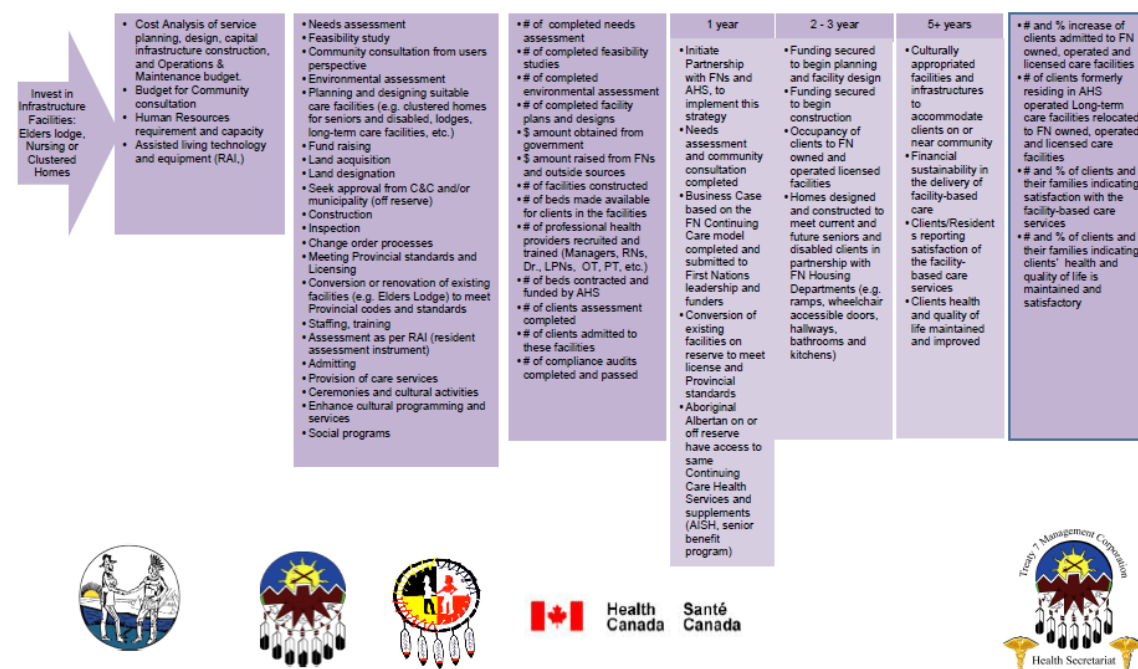 Invest in
Infrastructure
Facilities:
Elders lodge,
Nursing or
Clustered
Homes
• Cost Analysis of service
planning, design, capital
infrastructure construction,
and Operations &
Maintenance budget.
• Budget for Community
consultation
• Human Resources
requirement and capacity
• Assisted living technology
and equipment (RAI,)
• Needs assessment
• Feasibility study
• Community consultation from users
perspective
• Environmental assessment
• Planning and designing suitable
care facilities (e.g. clustered homes
for seniors and disabled, lodges,
long-term care facilities, etc.)
• Fund raising
• Land acquisition
• Land designation
• Seek approval from C&C and/or
municipality (off reserve)
• Construction
• Inspection
• Change order processes
• Meeting Provincial standards and
Licensing
• Conversion or renovation of existing
facilities (e.g. Elders Lodge) to meet
Provincial codes and standards
• Staffing, training
• Assessment as per RAI (resident
assessment instrument)
• Admitting
• Provision of care services
• Ceremonies and cultural activities
• Enhance cultural programming and
services
• Social programs
• # of completed needs
assessment
• # of completed feasibility
studies
• # of completed
environmental assessment
• # of completed facility
plans and designs
• $ amount obtained from
government
• $ amount raised from FNs
and outside sources
• # of facilities constructed
• # of beds made available
for clients in the facilities
• # of professional health
providers recruited and
trained (Managers, RNs,
Dr., LPNs, OT, PT, etc.)
• # of beds contracted and
funded by AHS
• # of clients assessment
completed
• # of clients admitted to
these facilities
• # of compliance audits
completed and passed
1 year
• Initiate
Partnership
with FNs and
AHS, to
implement this
strategy
• Needs
assessment
and community
consultation
completed
• Business Case
based on the
FN Continuing
Care model
completed and
submitted to
First Nations
leadership and
funders
• Conversion of
existing
facilities on
reserve to meet
license and
Provincial
standards
• Aboriginal
Albertan on or
off reserve
have access to
same
Continuing
Care Health
Services and
supplements
(AISH, senior
benefit
program)
2 - 3 year
• Funding secured
to begin planning
and facility design
• Funding secured
to begin
construction
• Occupancy of
clients to FN
owned and
operated licensed
facilities
• Homes designed
and constructed to
meet current and
future seniors and
disabled clients in
partnership with
FN Housing
Departments (e.g.
ramps, wheelchair
accessible doors,
hallways,
bathrooms and
kitchens)
5+ years
• Culturally
appropriated
facilities and
infrastructures
to
accommodate
clients on or
near community
• Financial
sustainability in
the delivery of
facility-based
care
• Clients/Resident
s reporting
satisfaction of
the facility-
based care
services
• Clients health
and quality of
life maintained
and improved
• # and % increase of
clients admitted to FN
owned, operated and
licensed care facilities
• # of clients formerly
residing in AHS
operated Long-term
care facilities relocated
to FN owned, operated
and licensed care
facilities
• # and % of clients and
their families indicating
satisfaction with the
facility-based care
services
• # and % of clients and
their families indicating
clients' health and
quality of life is
maintained and
satisfactory
Health Santé
Canada Canada
Treaty 7 Management Corporation
Health Secretariat